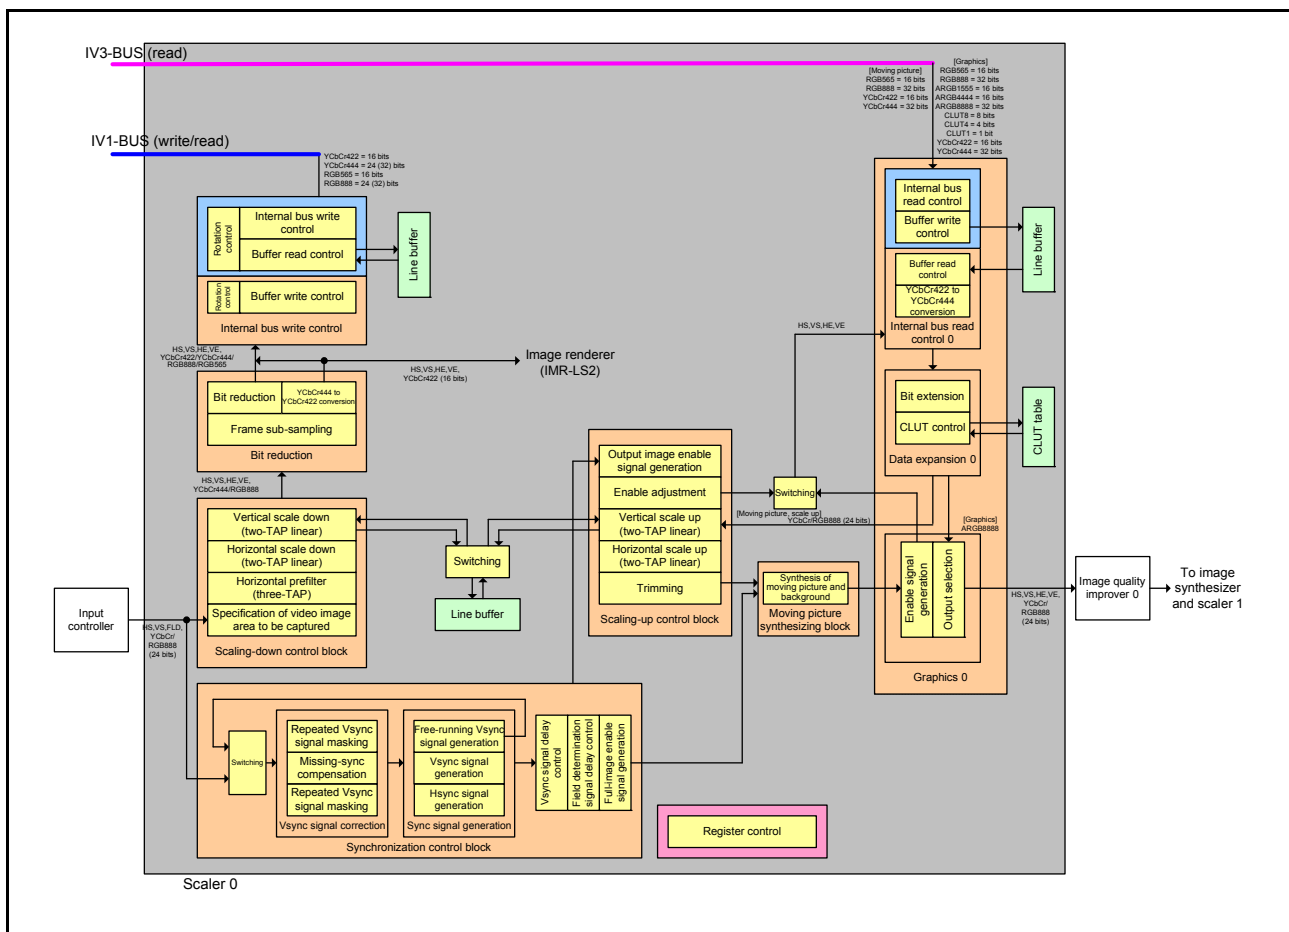 IV3-BUS (read)
[Moving picture]
RGB565 = 16 bits
RGB888 = 32 bits
YCbCr422 = 16 bits
YCbCr444 = 32 bits
[Graphics]
RGB565 = 16 bits
RGB888 = 32 bits
ARGB1555 = 16 bits
ARGB4444 = 16 bits
ARGB8888 = 32 bits
CLUT8 = 8 bits
CLUT4 = 4 bits
CLUT1 = 1 bit
YCbCr422 = 16 bits
YCbCr444 = 32 bits
IV1-BUS (write/read)
YCbCr422 = 16 bits
YCbCr444 = 24 (32) bits
RGB565 = 16 bits
RGB888 = 24 (32) bits
Rotation
control
Internal bus write
control
Buffer read control
Line buffer
Rotation
control
Buffer write control
Internal bus write control
Internal bus
read control
Buffer write
control
Line buffer
Buffer read
control
YCbCr422 to
YCbCr444
conversion
Internal bus read
control 0
HS,VS,HE,VE
HS,VS,HE,VE,
YCbCr422/YCbCr444/
RGB888/RGB565
HS,VS,HE,VE,
YCbCr422 (16 bits)
Image renderer
(IMR-LS2)
Bit reduction
YCbCr444 to
YCbCr422 conversion
Frame sub-sampling
Bit reduction
Bit extension
CLUT control
Data expansion 0
CLUT table
HS,VS,HE,VE,
YCbCr444/RGB888
Output image enable
signal generation
Enable adjustment
Vertical scale up
(two-TAP linear)
Horizontal scale up
(two-TAP linear)
Trimming
Scaling-up control block
Switching
[Moving picture, scale up]
YCbCr/RGB888 (24 bits)
[Graphics]
ARGB8888
Vertical scale down
(two-TAP linear)
Horizontal scale down
(two-TAP linear)
Horizontal prefilter
(three-TAP)
Specification of video image
area to be captured
Scaling-down control block
Switching
Line buffer
Synthesis of
moving picture and
background
Moving picture
synthesizing block
Enable signal
generation
Output selection
Graphics 0
HS,VS,HE,VE,
YCbCr/
RGB888
(24 bits)
Image quality
improver 0
To image
synthesizer
and scaler 1
Input
controller
HS,VS,FLD,
YCbCr/
RGB888
(24 bits)
Switching
Repeated Vsync
signal masking
Missing-sync
compensation
Repeated Vsync
signal masking
Vsync signal correction
Free-running Vsync
signal generation
Vsync signal
generation
Hsync signal
generation
Sync signal generation
Vsync signal delay
control
Field determination
signal delay control
Full-image enable
signal generation
Synchronization control block
Register control
Scaler 0